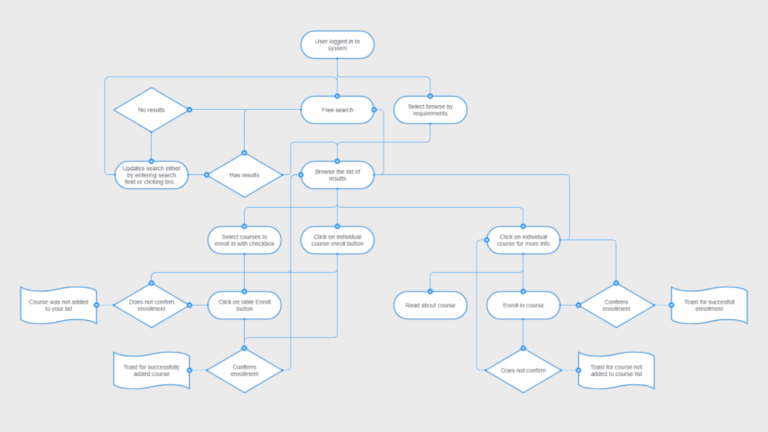 User logged in to
system
No results
Free search
Select browse by
requirements
Updates search either
by entering search
field or clicking bro...
Has results
Browse the list of
results
Select courses to
enroll in with checkbox
Click on individual
course enroll button
Click on individual
course for more info
Course was not added
to your list
Does not confirm
enrollment
Click on table Enroll
button
Read about course
Enroll in course
Confirms
enrollment
Toast for succesfull
enrollment
Toast for successfully
added course
Confirms
enrollment
Does not confirm
Toast for course not
added to course list